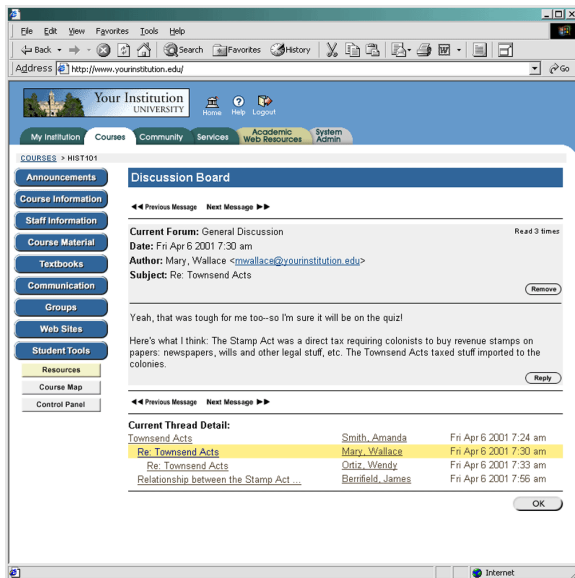 File Edit View Favorites Tools Help
Back Search Favorites History
Address http://www.yourinstitution.edu/ Go
Your Institution
UNIVERSITY
Home Help Logout
My Institution Courses Community Services Academic Web Resources System Admin
COURSES > HIST101
Announcements
Course Information
Staff Information
Course Material
Textbooks
Communication
Groups
Web Sites
Student Tools
Resources
Course Map
Control Panel
Discussion Board
Previous Message Next Message
Current Forum: General Discussion Read 3 times
Date: Fri Apr 6 2001 7:30 am
Author: Mary, Wallace <mwallace@yourinstitution.edu>
Subject: Re: Townsend Acts
Remove
Yeah, that was tough for me too--so I'm sure it will be on the quiz!
Here's what I think: The Stamp Act was a direct tax requiring colonists to buy revenue stamps on
papers: newspapers, wills and other legal stuff, etc. The Townsend Acts taxed stuff imported to the
colonies.
Reply
Previous Message Next Message
Current Thread Detail:
Townsend Acts Smith, Amanda Fri Apr 6 2001 7:24 am
Re: Townsend Acts Mary, Wallace Fri Apr 6 2001 7:30 am
Re: Townsend Acts Ortiz, Wendy Fri Apr 6 2001 7:33 am
Relationship between the Stamp Act ... Berrifield, James Fri Apr 6 2001 7:56 am
OK
Internet